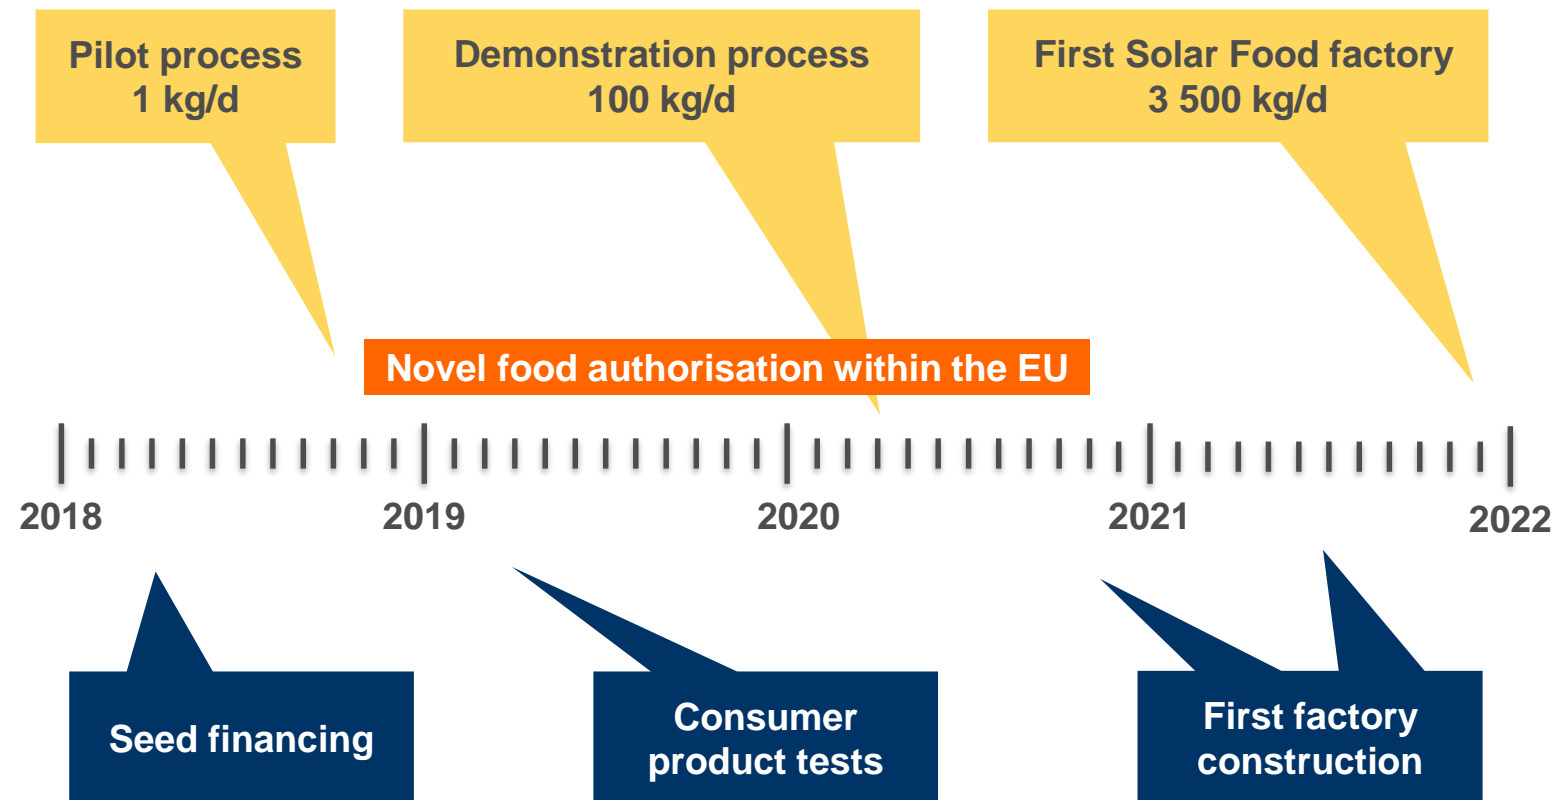 Pilot process
1 kg/d
Demonstration process
100 kg/d
First Solar Food factory
3 500 kg/d
Novel food authorisation within the EU
2018
2019
2020
2021
2022
Seed financing
Consumer
product tests
First factory
construction